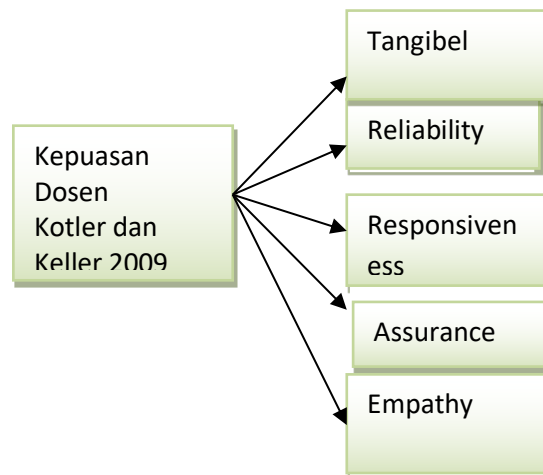 Kepuasan
Dosen
Kotler dan
Keller 2009
Tangibel
Reliability
Responsiven
ess
Assurance
Empathy